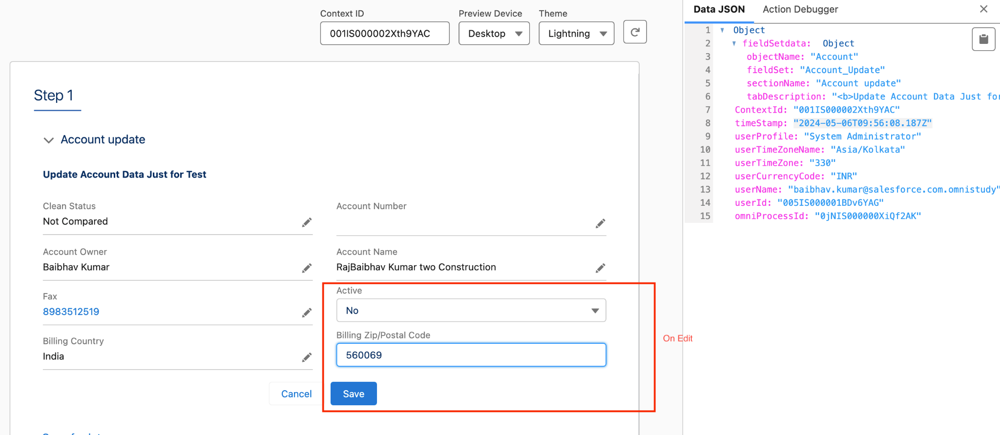 Context ID
Preview Device
Theme
001IS000002Xth9YAC
Desktop
Lightning
Step 1
Account update
Update Account Data Just for Test
Clean Status
Not Compared
Account Number
Account Owner
Baibhav Kumar
Account Name
RajBaibhav Kumar two Construction
Fax
8983512519
Active
No
Billing Country
India
Billing Zip/Postal Code
560069
Cancel
Save
On Edit
Data JSON
Action Debugger
1 Object
2 fieldSetdata: Object
3 objectName: "Account"
4 fieldSet: "Account_Update"
5 sectionName: "Account update"
6 tabDescription: "<b>Update Account Data Just for
7 ContextId: "001IS000002Xth9YAC"
8 timeStamp: "2024-05-06T09:56:08.187Z"
9 userProfile: "System Administrator"
10 userTimeZoneName: "Asia/Kolkata"
11 userTimeZone: "330"
12 userCurrencyCode: "INR"
13 userName: "baibhav.kumar@salesforce.com.omnistudy"
14 userId: "005IS000001BDv6YAG"
15 omniProcessId: "0jNIS000000XiQf2AK"